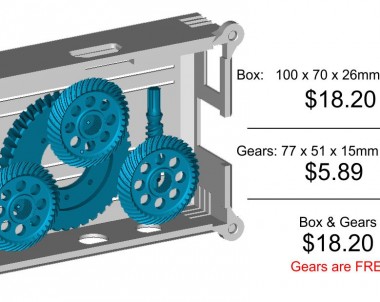 Box: 100 x 70 x 26mm
$18.20
Gears: 77 x 51 x 15mm
$5.89
Box & Gears
$18.20
Gears are FRE